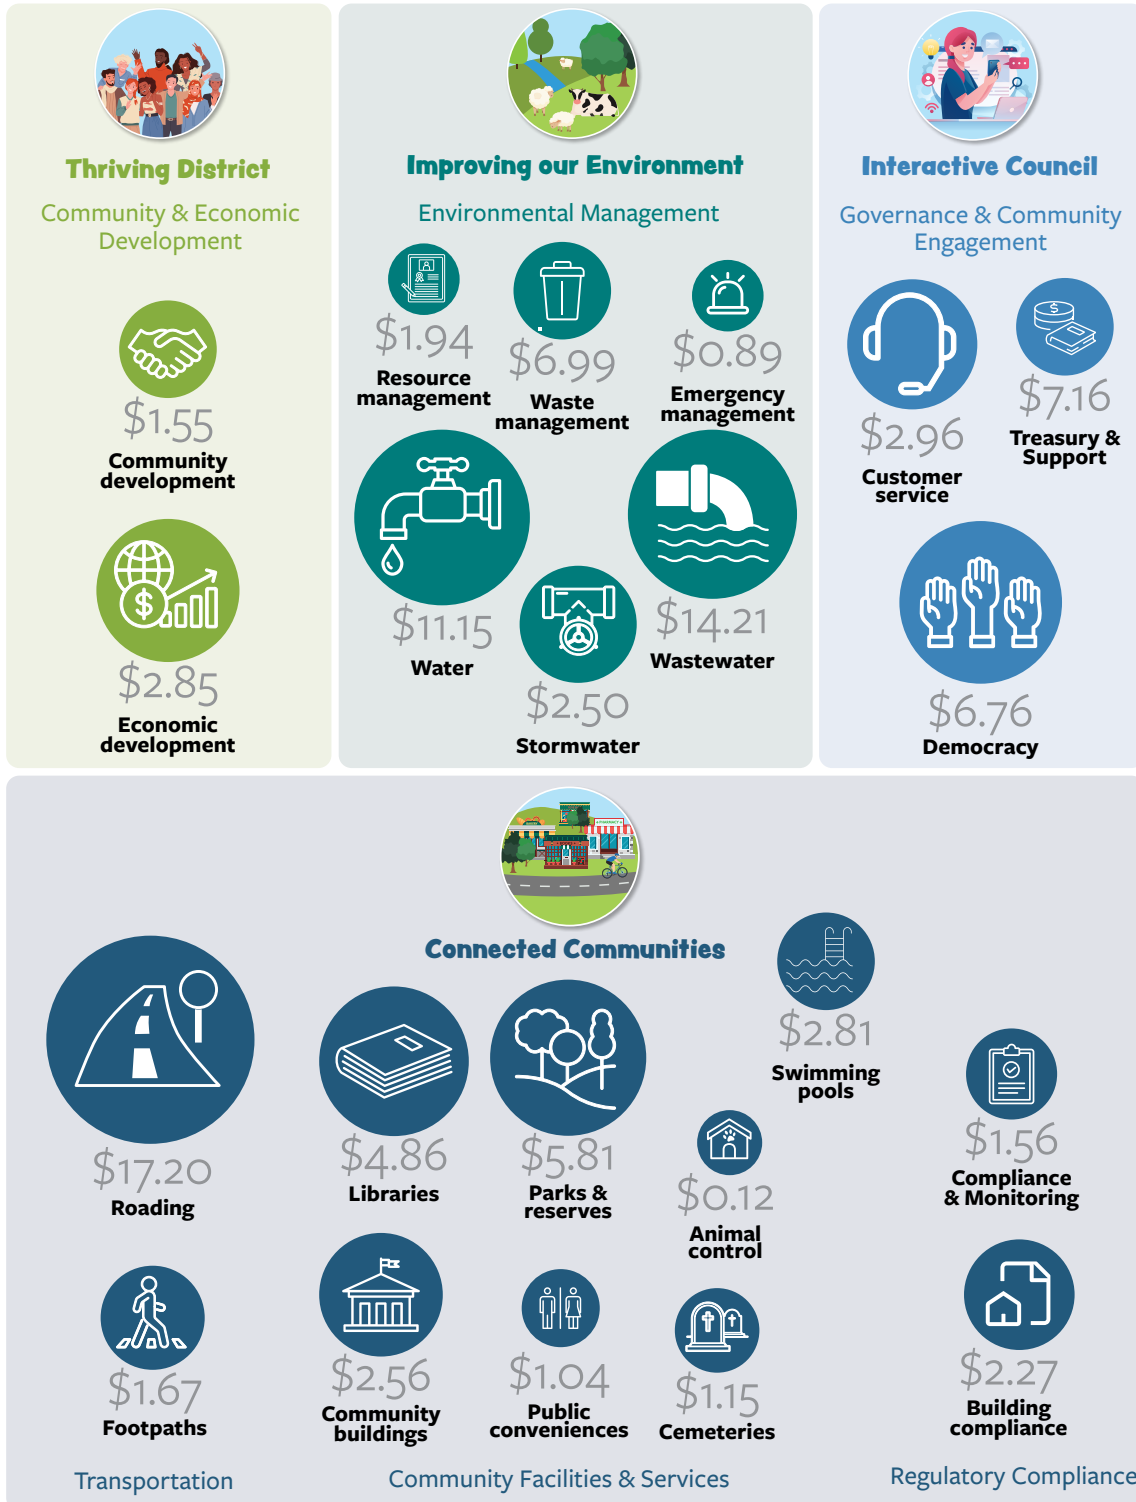 Thriving District
Community & Economic
Development
$1.55
Community
development
$2.85
Economic
development
Improving our Environment
Environmental Management
$1.94
Resource
management
$6.99
Waste
management
$0.89
Emergency
management
$11.15
Water
$2.50
Stormwater
$14.21
Wastewater
Interactive Council
Governance & Community
Engagement
$2.96
Customer
service
$7.16
Treasury &
Support
$6.76
Democracy
Connected Communities
$17.20
Roading
$1.67
Footpaths
Transportation
$4.86
Libraries
$5.81
Parks &
reserves
$2.81
Swimming
pools
$0.12
Animal
control
$2.56
Community
buildings
$1.04
Public
conveniences
$1.15
Cemeteries
Community Facilities & Services
$1.56
Compliance
& Monitoring
$2.27
Building
compliance
Regulatory Compliance